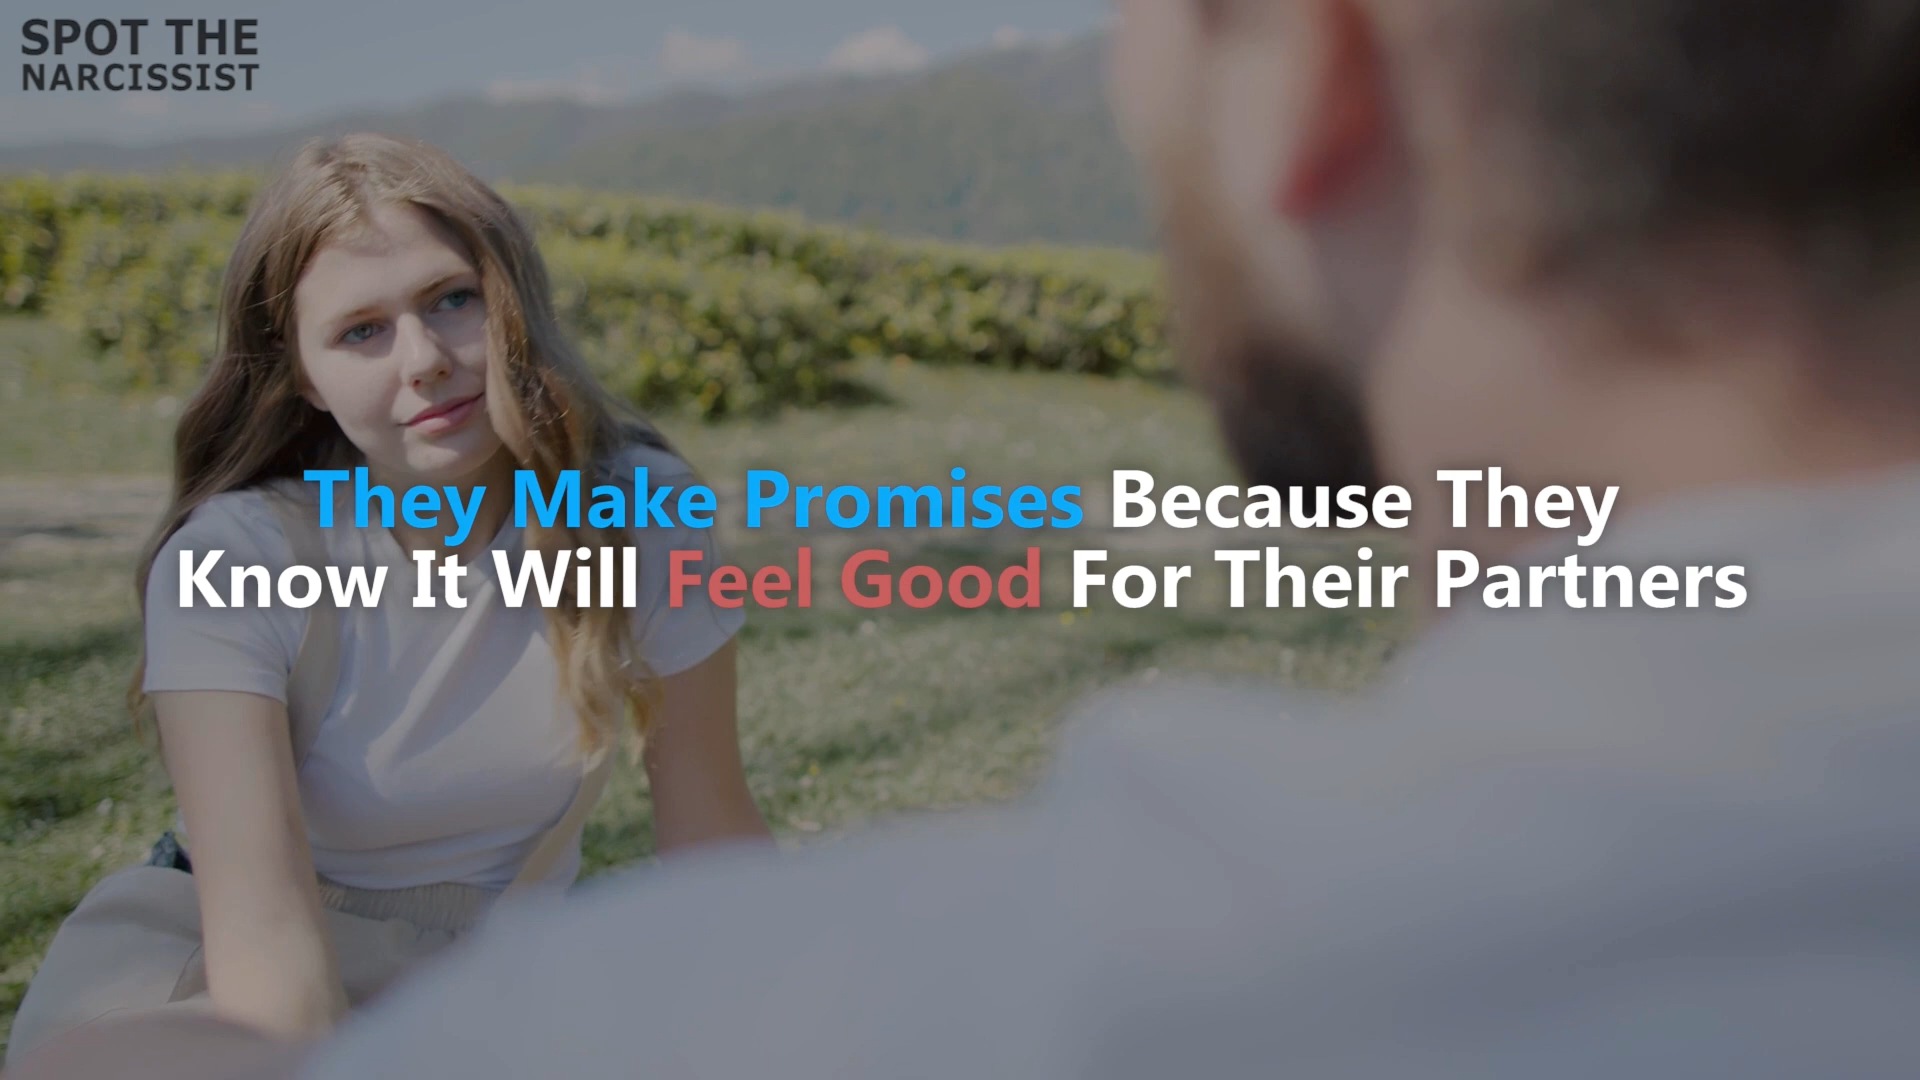 SPOT THE
NARCISSIST
They Make Promises Because They
Know It Will Feel Good For Their Partners